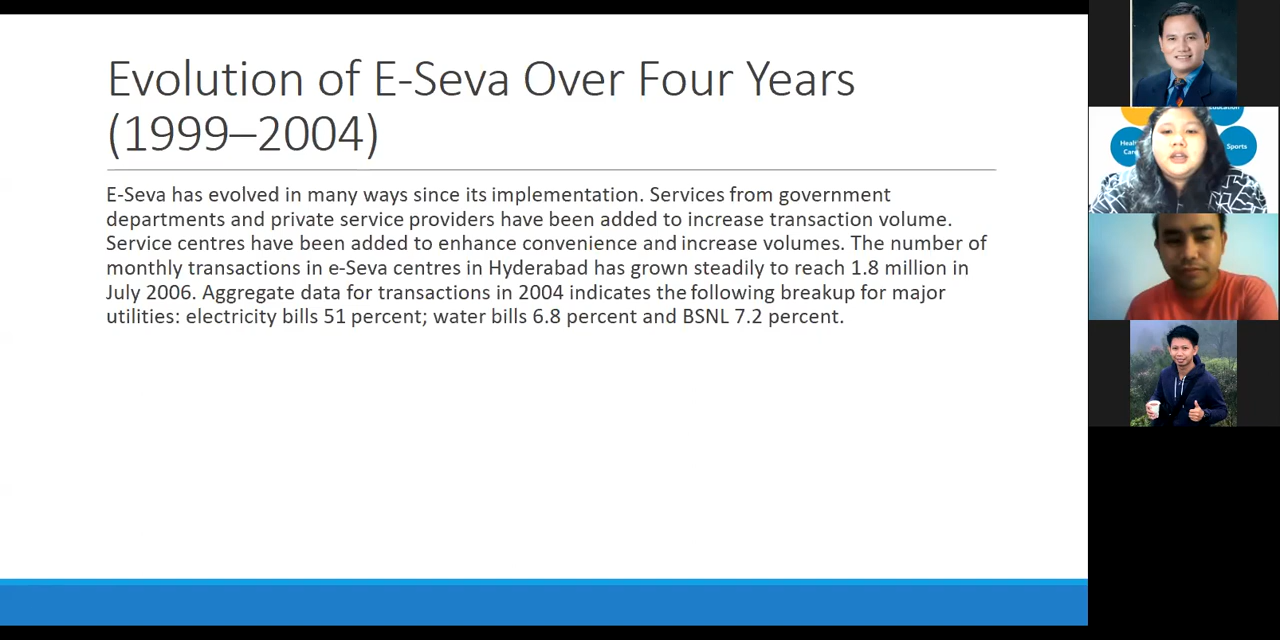 Evolution of E-Seva Over Four Years
(1999–2004)
E-Seva has evolved in many ways since its implementation. Services from government
departments and private service providers have been added to increase transaction volume.
Service centres have been added to enhance convenience and increase volumes. The number of
monthly transactions in e-Seva centres in Hyderabad has grown steadily to reach 1.8 million in
July 2006. Aggregate data for transactions in 2004 indicates the following breakup for major
utilities: electricity bills 51 percent; water bills 6.8 percent and BSNL 7.2 percent.
Education
Sports